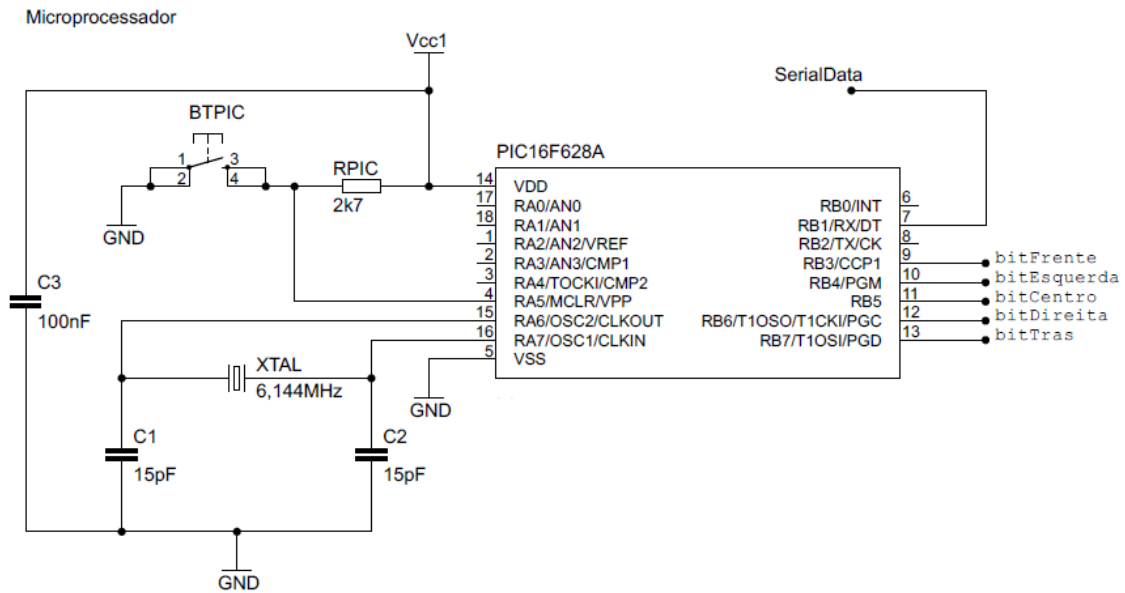 Microprocessador
Vcc1
SerialData
BTPIC
1 3
2 4
RPIC
2k7
GND
PIC16F628A
14 VDD
17 RA0/AN0
18 RA1/AN1
1 RA2/AN2/VREF
2 RA3/AN3/CMP1
3 RA4/TOCKI/CMP2
4 RA5/MCLR/VPP
15 RA6/OSC2/CLKOUT
16 RA7/OSC1/CLKIN
5 VSS
RB0/INT 6
RB1/RX/DT 7
RB2/TX/CK 8
RB3/CCP1 9 bitFrente
RB4/PGM 10 bitEsquerda
RB5 11 bitCentro
RB6/T1OSO/T1CKI/PGC 12 bitDireita
RB7/T1OSI/PGD 13 bitTras
C3
100nF
XTAL
6,144MHz
GND
C1
15pF
C2
15pF
GND